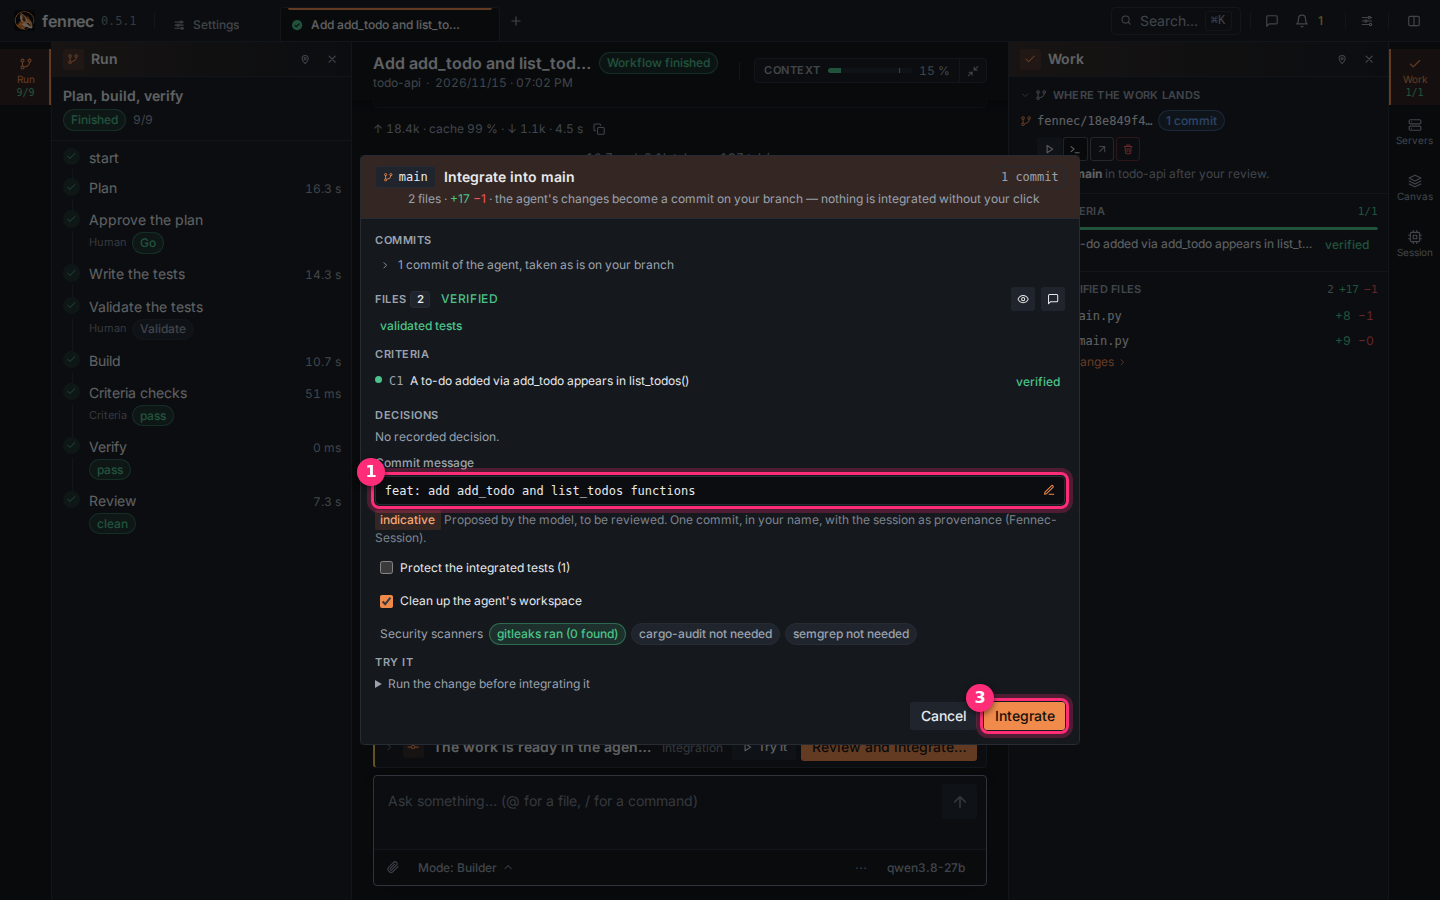 fennec 0.5.1
Settings
Add add_todo and list_to...
Search... ⌘K
1
Run
9/9
Run
Plan, build, verify
Finished 9/9
start
Plan 16.3 s
Approve the plan
Human Go
Write the tests 14.3 s
Validate the tests
Human Validate
Build 10.7 s
Criteria checks 51 ms
Criteria pass
Verify 0 ms
pass
Review 7.3 s
clean
Add add_todo and list_tod... Workflow finished
todo-api · 2026/11/15 · 07:02 PM
CONTEXT 15 %
↑ 18.4k · cache 99 % · ↓ 1.1k · 4.5 s
main Integrate into main 1 commit
2 files · +17 −1 · the agent's changes become a commit on your branch — nothing is integrated without your click
COMMITS
1 commit of the agent, taken as is on your branch
FILES 2 VERIFIED
validated tests
CRITERIA
C1 A to-do added via add_todo appears in list_todos() verified
DECISIONS
No recorded decision.
Commit message
1
feat: add add_todo and list_todos functions
indicative Proposed by the model, to be reviewed. One commit, in your name, with the session as provenance (Fennec-
Session).
Protect the integrated tests (1)
Clean up the agent's workspace
Security scanners gitleaks ran (0 found) cargo-audit not needed semgrep not needed
TRY IT
Run the change before integrating it
3
Cancel Integrate
The work is ready in the agen... integration Try it Review and integrate...
Ask something... (@ for a file, / for a command)
Mode: Builder ... qwen3.8-27b
Work
WHERE THE WORK LANDS
fennec/18e849f4... 1 commit
main in todo-api after your review.
ERIA 1/1
-do added via add_todo appears in list_t... verified
IFIED FILES 2 +17 −1
ain.py +8 −1
main.py +9 −0
anges
Work
1/1
Servers
Canvas
Session